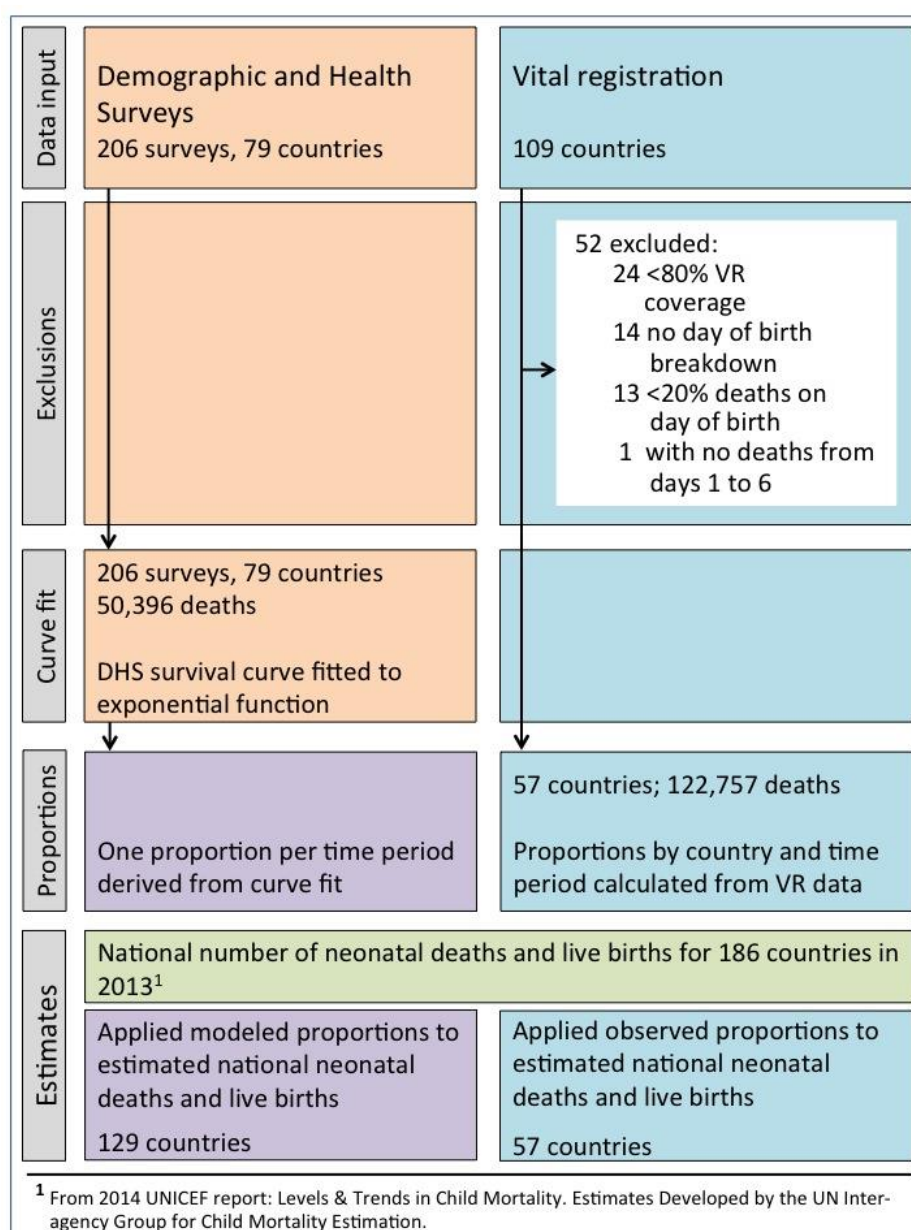 Data input
Demographic and Health
Surveys
206 surveys, 79 countries
Vital registration
109 countries
Exclusions
52 excluded:
24 <80% VR
coverage
14 no day of birth
breakdown
13 <20% deaths on
day of birth
1 with no deaths from
days 1 to 6
Curve fit
206 surveys, 79 countries
50,396 deaths
DHS survival curve fitted to
exponential function
Proportions
One proportion per time period
derived from curve fit
57 countries; 122,757 deaths
Proportions by country and time
period calculated from VR data
Estimates
National number of neonatal deaths and live births for 186 countries in
2013¹
Applied modeled proportions to
estimated national neonatal
deaths and live births
129 countries
Applied observed proportions to
estimated national neonatal
deaths and live births
57 countries
¹ From 2014 UNICEF report: Levels & Trends in Child Mortality. Estimates Developed by the UN Inter-
agency Group for Child Mortality Estimation.